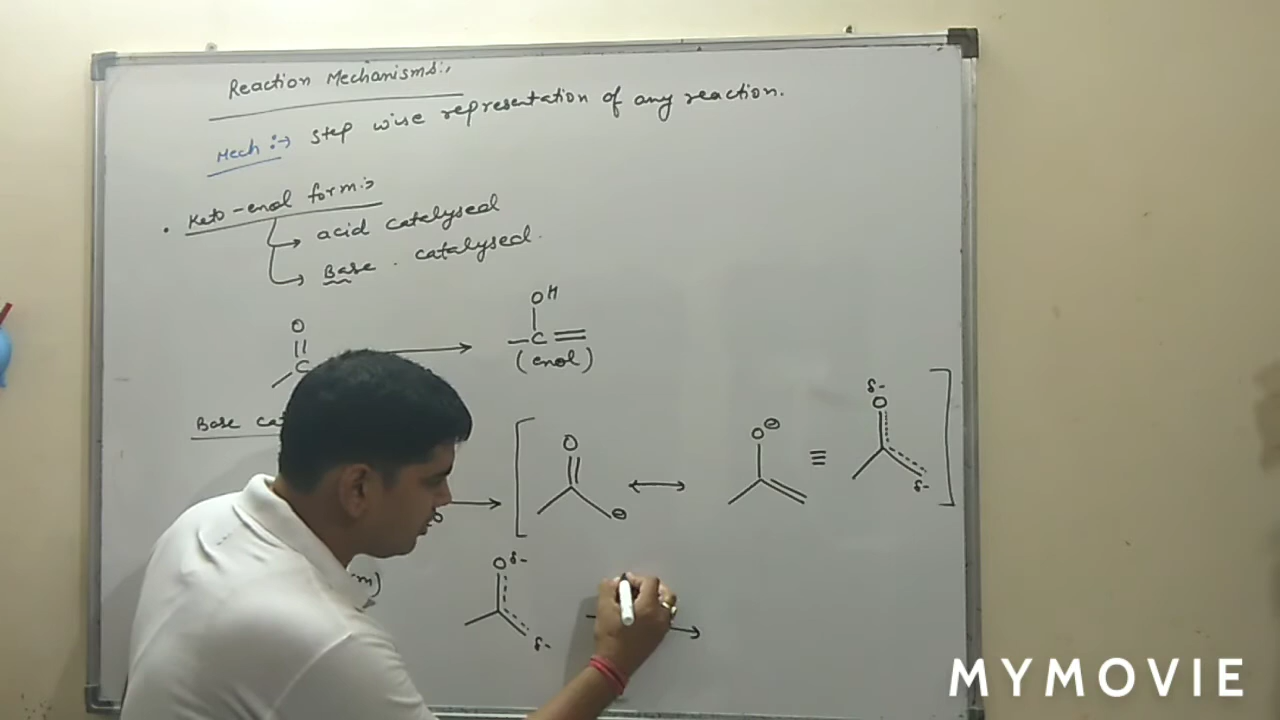 Reaction Mechanisms:-
Mech :→ Step wise representation of any reaction.
• Keto-enol form:→
→ acid catalysed
→ Base . catalysed.
O
C
OH
-C=
(enol)
Base
O
⊖
O⊖
≡
δ-
O
δ-
Oδ-
δ-
MYMOVIE